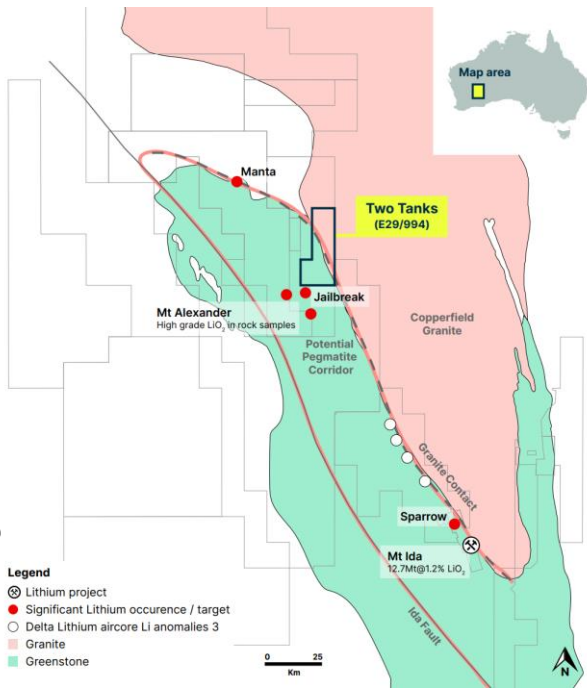 Map area
Manta
Two Tanks
(E29/994)
Jailbreak
Mt Alexander
High grade LiO₂ in rock samples
Potential
Pegmatite
Corridor
Copperfield
Granite
Granite Contact
Sparrow
Mt Ida
12.7Mt@1.2% LiO₂
Ida Fault
Legend
Lithium project
Significant Lithium occurence / target
Delta Lithium aircore Li anomalies 3
Granite
Greenstone
0 25
Km
N